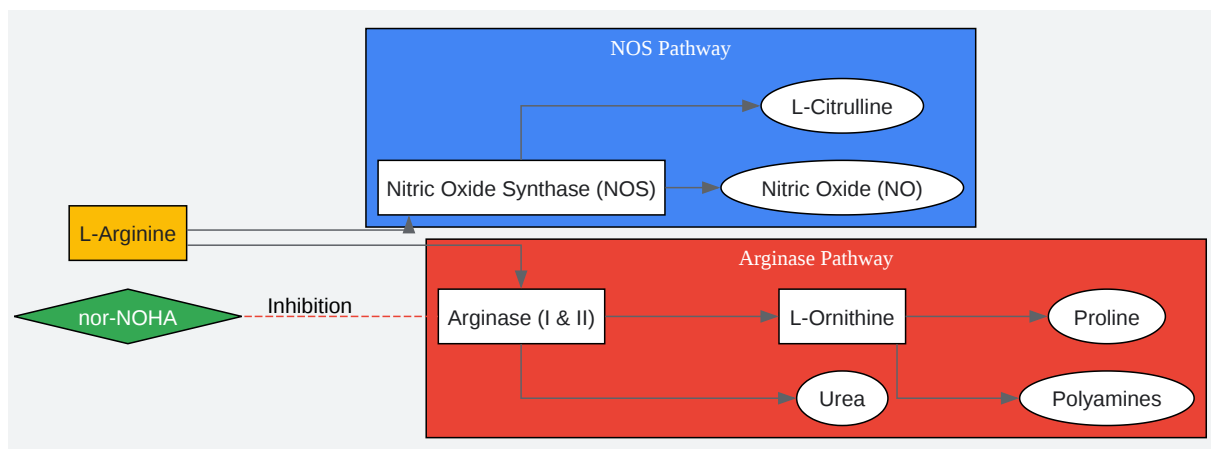 NOS Pathway
L-Citrulline
Nitric Oxide Synthase (NOS)
Nitric Oxide (NO)
L-Arginine
Arginase Pathway
nor-NOHA
Inhibition
Arginase (I & II)
L-Ornithine
Proline
Urea
Polyamines